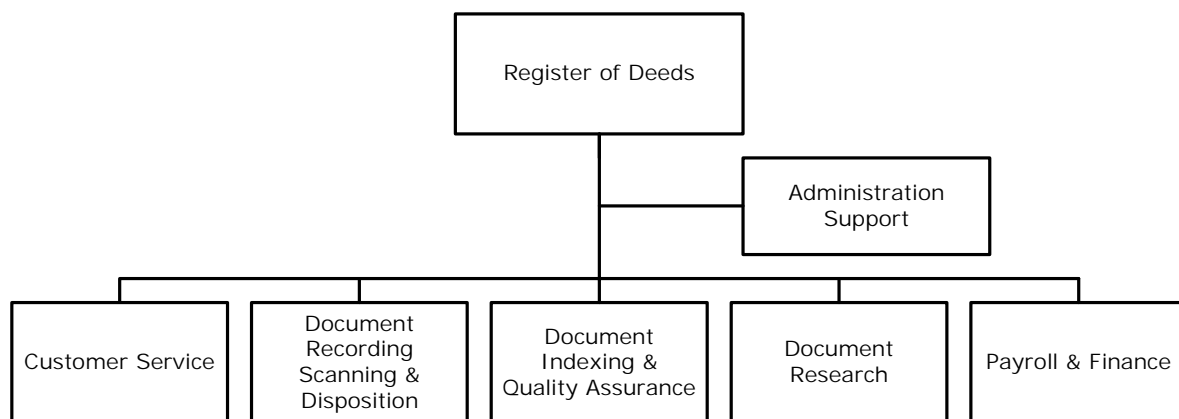 Register of Deeds
Administration
Support
Customer Service
Document
Recording
Scanning &
Disposition
Document
Indexing &
Quality Assurance
Document
Research
Payroll & Finance